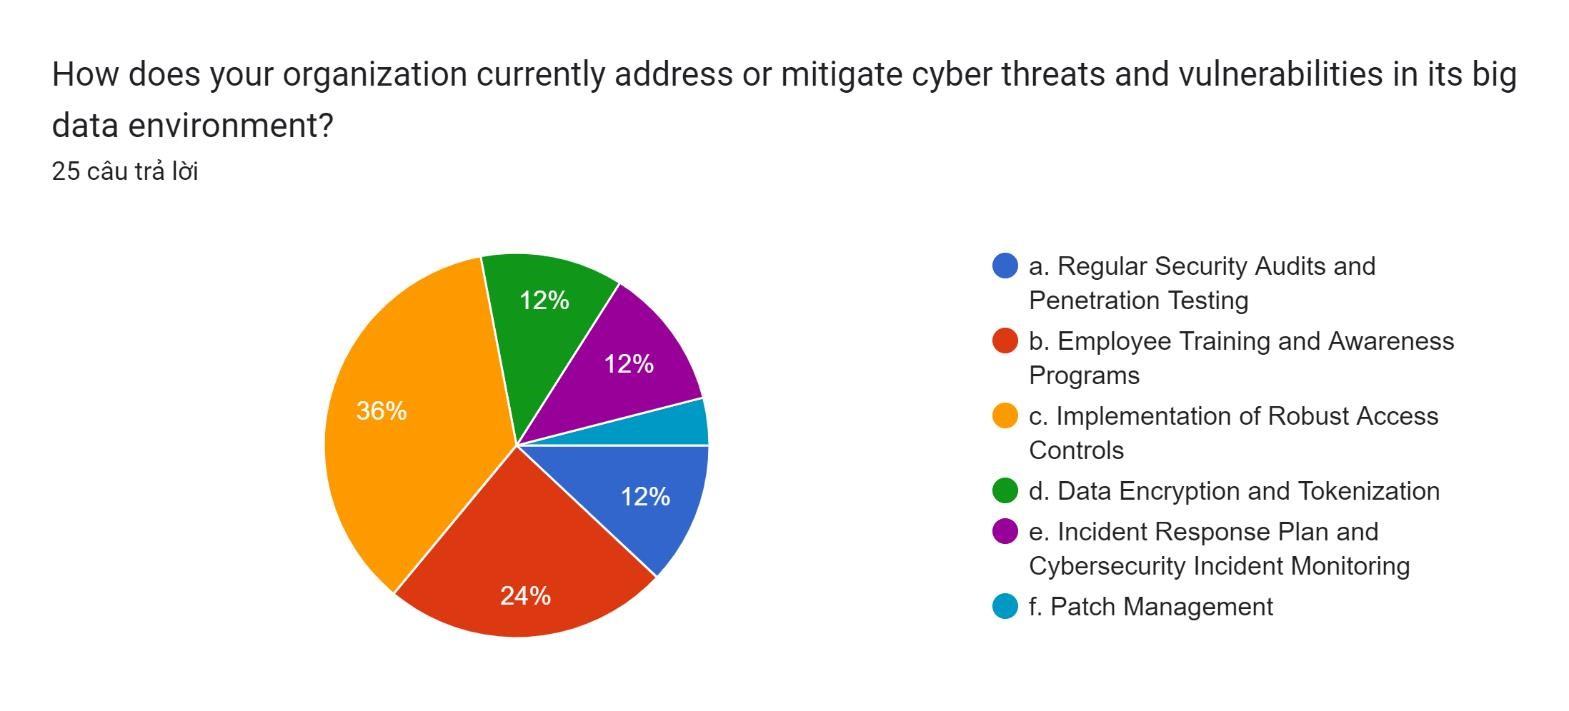 How does your organization currently address or mitigate cyber threats and vulnerabilities in its big
data environment?
25 câu trả lời
12%
12%
36%
12%
24%
a. Regular Security Audits and
Penetration Testing
b. Employee Training and Awareness
Programs
c. Implementation of Robust Access
Controls
d. Data Encryption and Tokenization
e. Incident Response Plan and
Cybersecurity Incident Monitoring
f. Patch Management